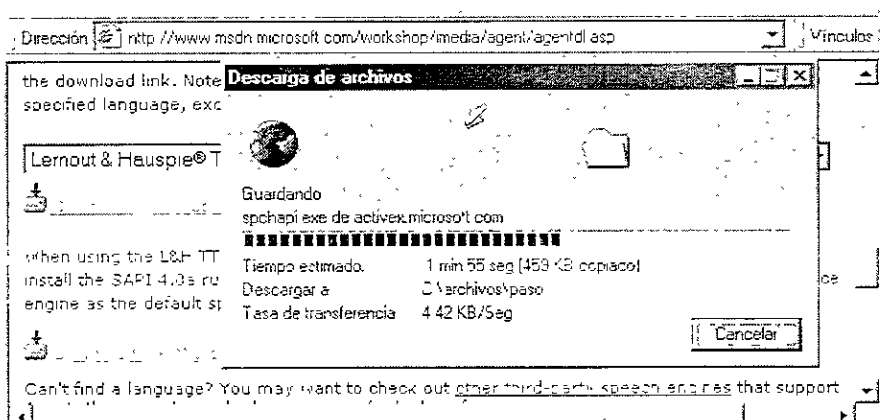 Dirección http://www.msdn.microsoft.com/workshop/media/agent/agentdl.asp Vínculos
the download link. Note
specified language, exc
Descarga de archivos
Lernout & Hauspie® T
Guardando
spchapi.exe de activex.microsoft.com
when using the L&H TT
install the SAPI 4.0a ru
engine as the default sp
Tiempo estimado. 1 min 55 seg (459 KB copiado)
Descargar a C:\archivos\paso
Tasa de transferencia 4.42 KB/Seg
Cancelar
Can't find a language? You may want to check out other third-party speech engines that support